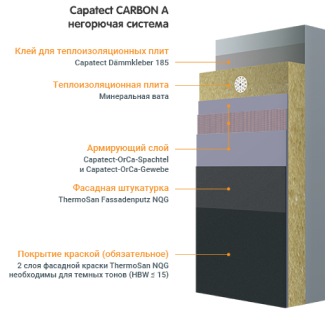 Capatect CARBON A
негорючая система
Клей для теплоизоляционных плит
Capatect Dämmkleber 185
Теплоизоляционная плита
Минеральная вата
Армирующий слой
Capatect-OrCa-Spachtel
и Capatect-OrCa-Gewebe
Фасадная штукатурка
ThermoSan Fassadenputz NQG
Покрытие краской (обязательное)
2 слоя фасадной краски ThermoSan NQG
необходимы для темных тонов (HBW ≤ 15)